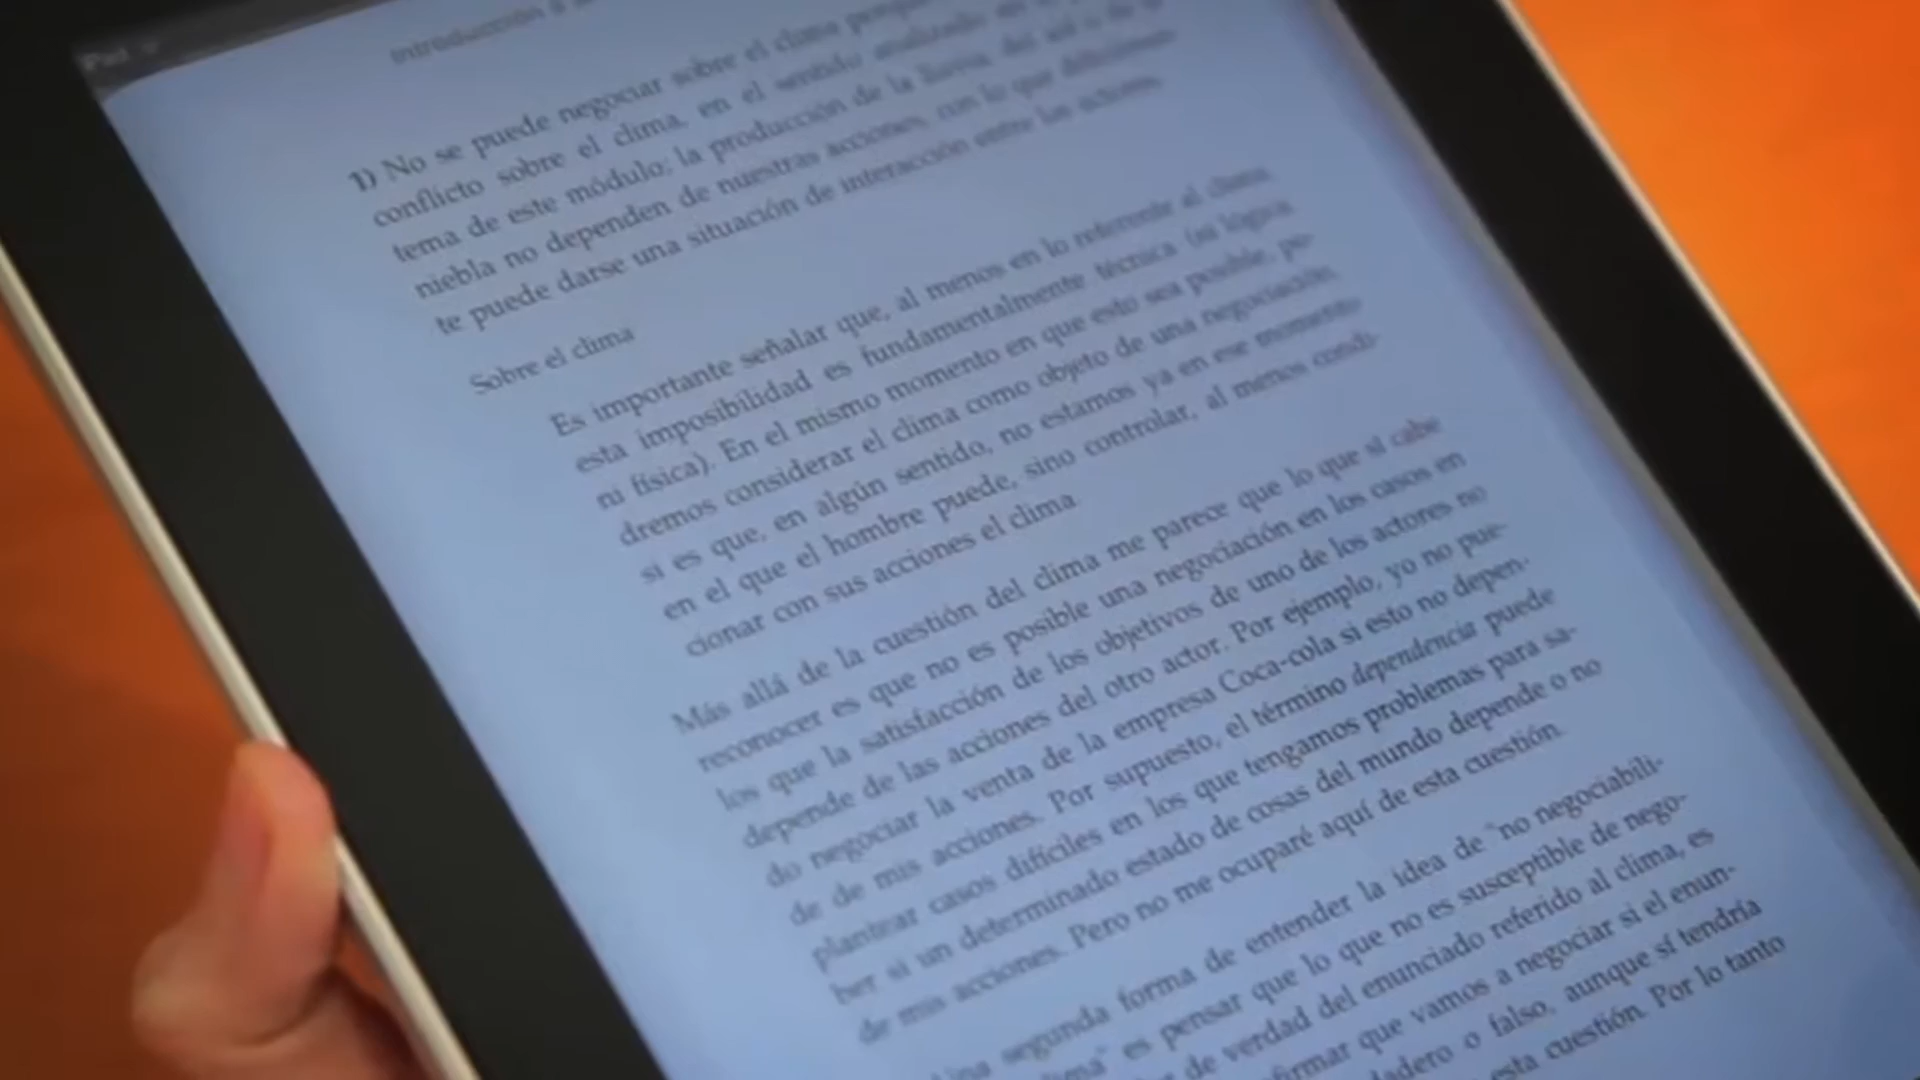 iPad
Introducción a
1) No se puede negociar sobre el clima porque
conflicto sobre el clima, en el sentido analizado en el
tema de este módulo: la producción de la lluvia, del sol o de la
niebla no dependen de nuestras acciones, con lo que difícilmen-
te puede darse una situación de interacción entre los actores.
Sobre el clima
Es importante señalar que, al menos en lo referente al clima
esta imposibilidad es fundamentalmente técnica (ni lógica
ni física). En el mismo momento en que esto sea posible, po-
dremos considerar el clima como objeto de una negociación,
si es que, en algún sentido, no estamos ya en ese momento
en el que el hombre puede, sino controlar, al menos condi-
cionar con sus acciones el clima.
Más allá de la cuestión del clima me parece que lo que sí cabe
reconocer es que no es posible una negociación en los casos en
los que la satisfacción de los objetivos de uno de los actores no
depende de las acciones del otro actor. Por ejemplo, yo no pue-
do negociar la venta de la empresa Coca-cola si esto no depen-
de de mis acciones. Por supuesto, el término dependencia puede
plantear casos difíciles en los que tengamos problemas para sa-
ber si un determinado estado de cosas del mundo depende o no
de mis acciones. Pero no me ocuparé aquí de esta cuestión.
Una segunda forma de entender la idea de "no negociabili-
" es pensar que lo que no es susceptible de nego-
de verdad del enunciado referido al clima, es
firmar que vamos a negociar si el enun-
o falso, aunque sí tendría
esta cuestión. Por lo tanto